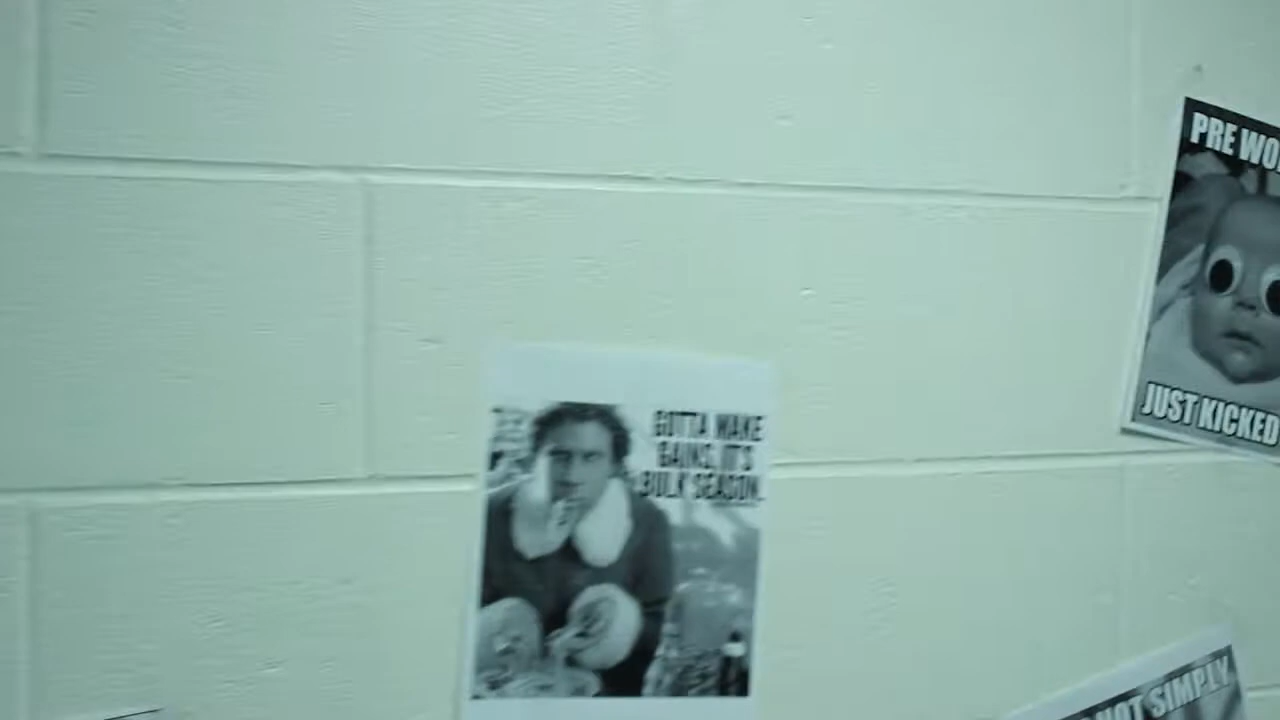 PRE WO
JUST KICKED
GOTTA MAKE
GAINS, IT'S
BULK SEASON.
NOT SIMPLY